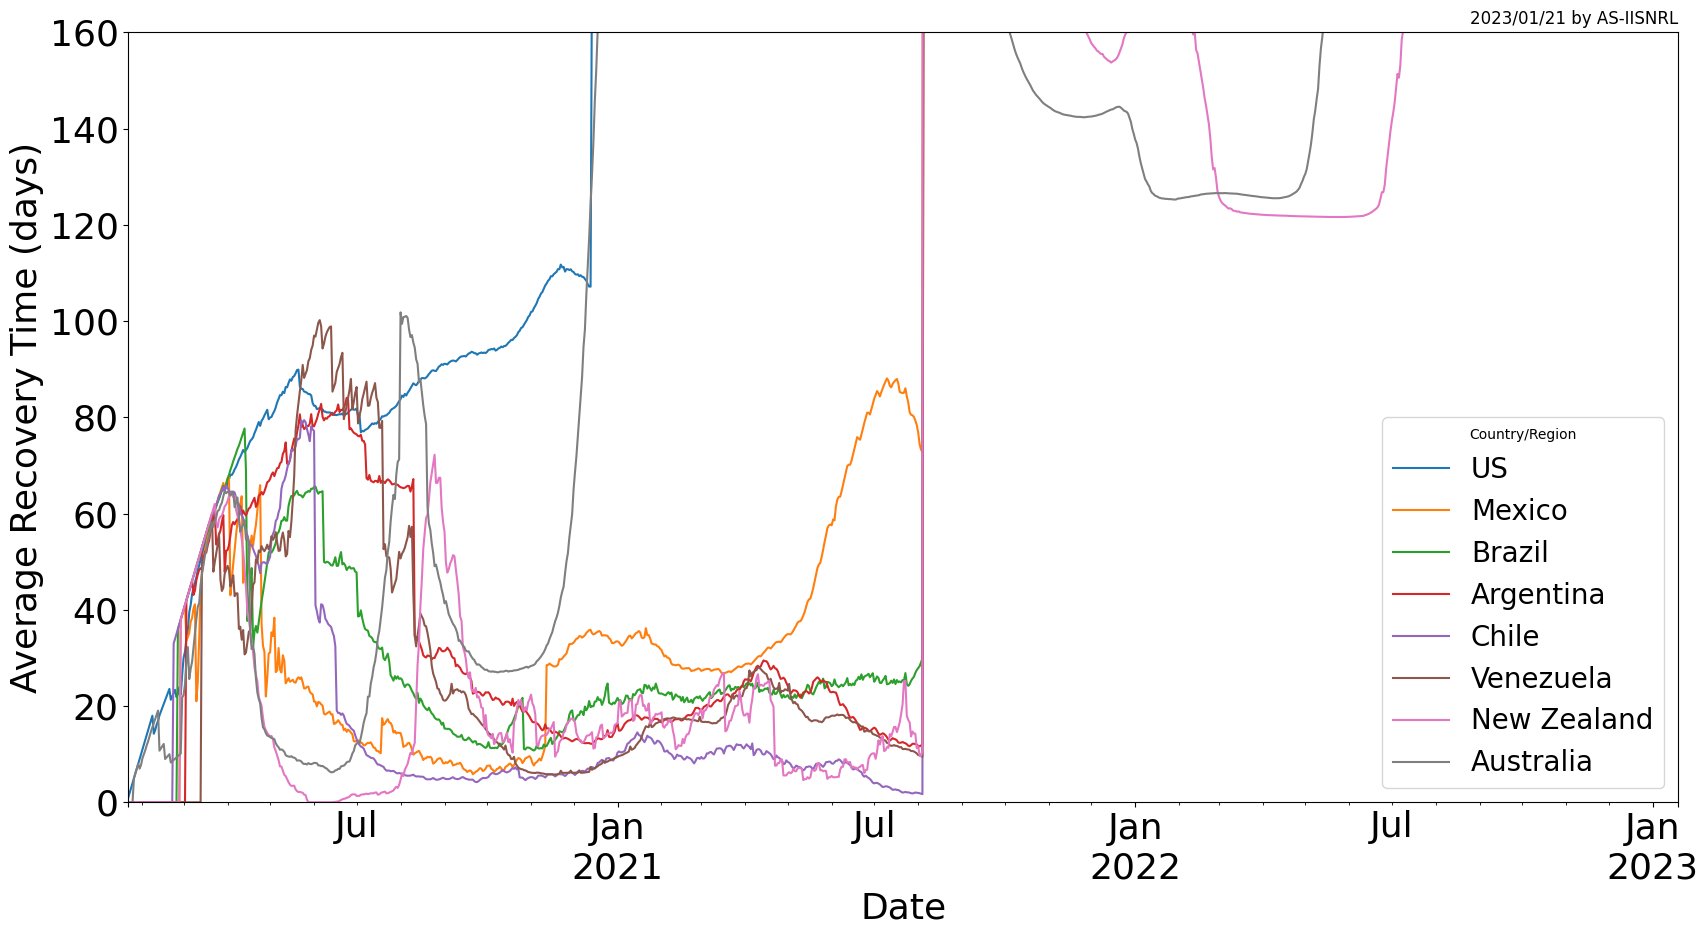 2023/01/21 by AS-IISNRL
160
140
120
100
80
60
40
20
0
Average Recovery Time (days)
Country/Region
US
Mexico
Brazil
Argentina
Chile
Venezuela
New Zealand
Australia
Jul Jan Jul Jan Jul Jan
2021 2022 2023
Date